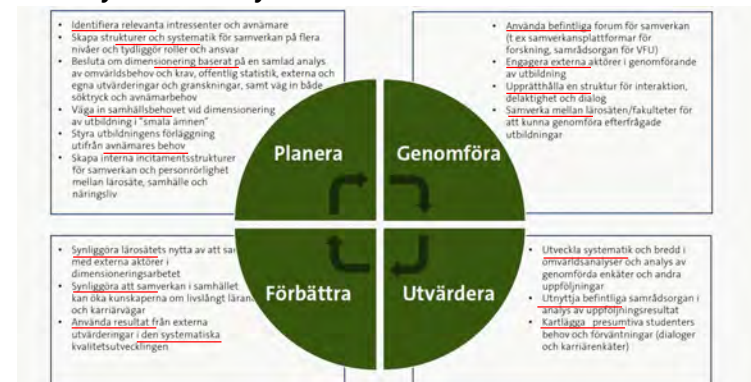 Identifiera relevanta intressenter och avnämare
Skapa strukturer och systematik för samverkan på flera
nivåer och tydliggör roller och ansvar
Besluta om dimensionering baserat på en samlad analys
av omvärldsbehov och krav, offentlig statistik, externa och
egna utvärderingar och granskningar, samt väg in både
söktryck och avnämarbehov
Väga in samhällsbehovet vid dimensionering
av utbildning i "smala ämnen"
Styra utbildningens förläggning
utifrån avnämares behov
Skapa interna incitamentsstrukturer
för samverkan och personrörlighet
mellan lärosäte, samhälle och
näringsliv
Använda befintliga forum för samverkan
(t ex samverkansplattformar för
forskning, samrådsorgan för VFU)
Engagera externa aktörer i genomförande
av utbildning
Upprätthålla en struktur för interaktion,
delaktighet och dialog
Samverka mellan lärosäten/fakulteter för
att kunna genomföra efterfrågade
utbildningar
Planera
Genomföra
Synliggöra lärosätets nytta av att
med externa aktörer i
dimensioneringsarbetet
Synliggöra att samverkan i samhället
kan öka kunskaperna om livslångt
och karriärvägar
Använda resultat från externa
utvärderingar i den systematiska
kvalitetsutvecklingen
Förbättra
Utvärdera
Utveckla systematik och bredd i
omvärldsanalyser och analys av
genomförda enkäter och andra
uppföljningar
Utnyttja befintliga samrådsorgan i
analys av uppföljningsresultat
Kartlägga presumtiva studenters
behov och förväntningar (dialoger
och karriärenkäter)